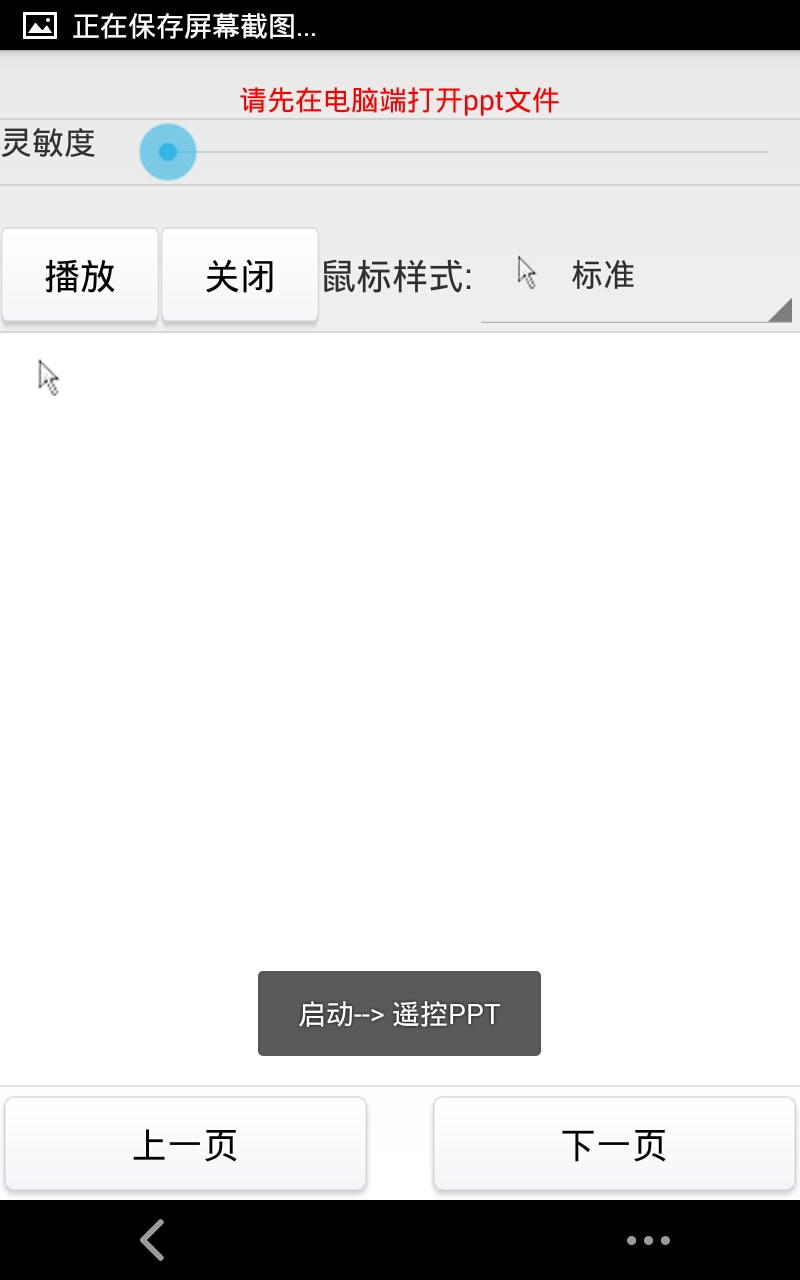 正在保存屏幕截图...
请先在电脑端打开ppt文件
灵敏度
播放 关闭 鼠标样式: 标准
启动--> 遥控PPT
上一页 下一页